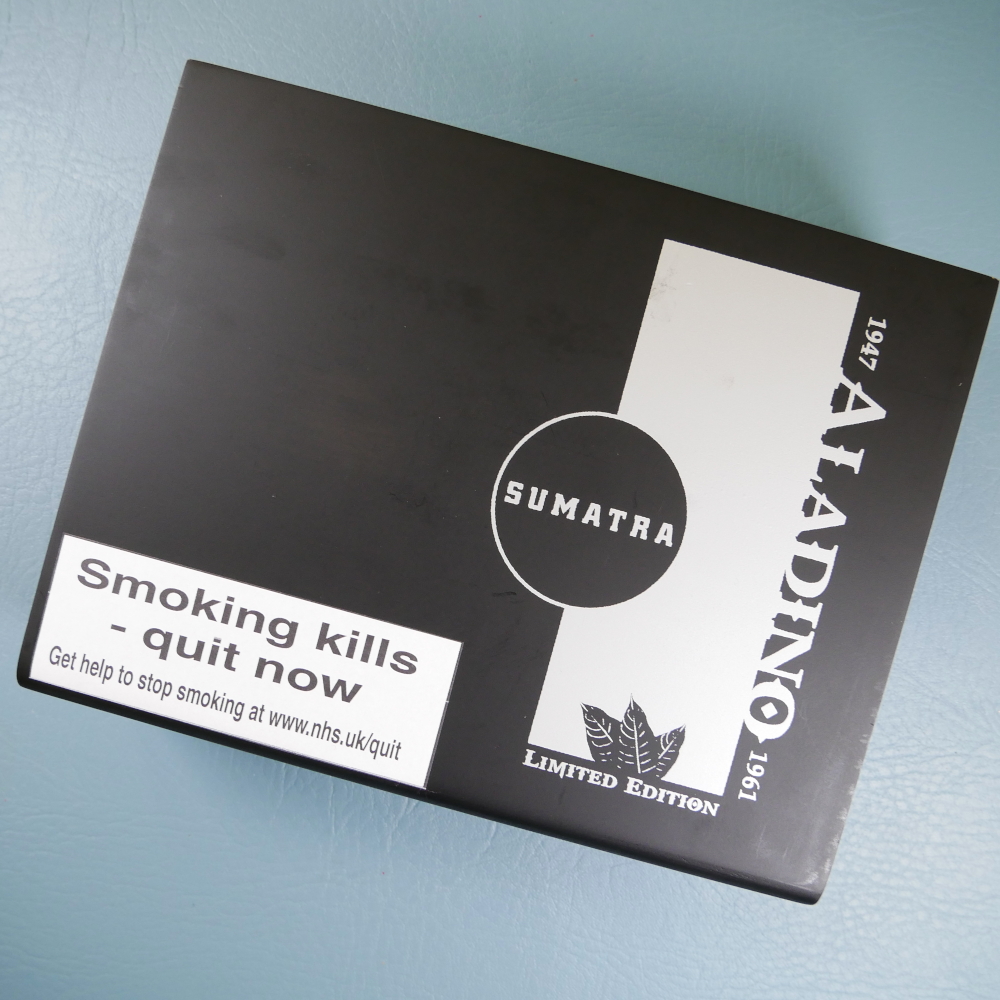 1947 ALADINO 1961
SUMATRA
LIMITED EDITION
Smoking kills
- quit now
Get help to stop smoking at www.nhs.uk/quit